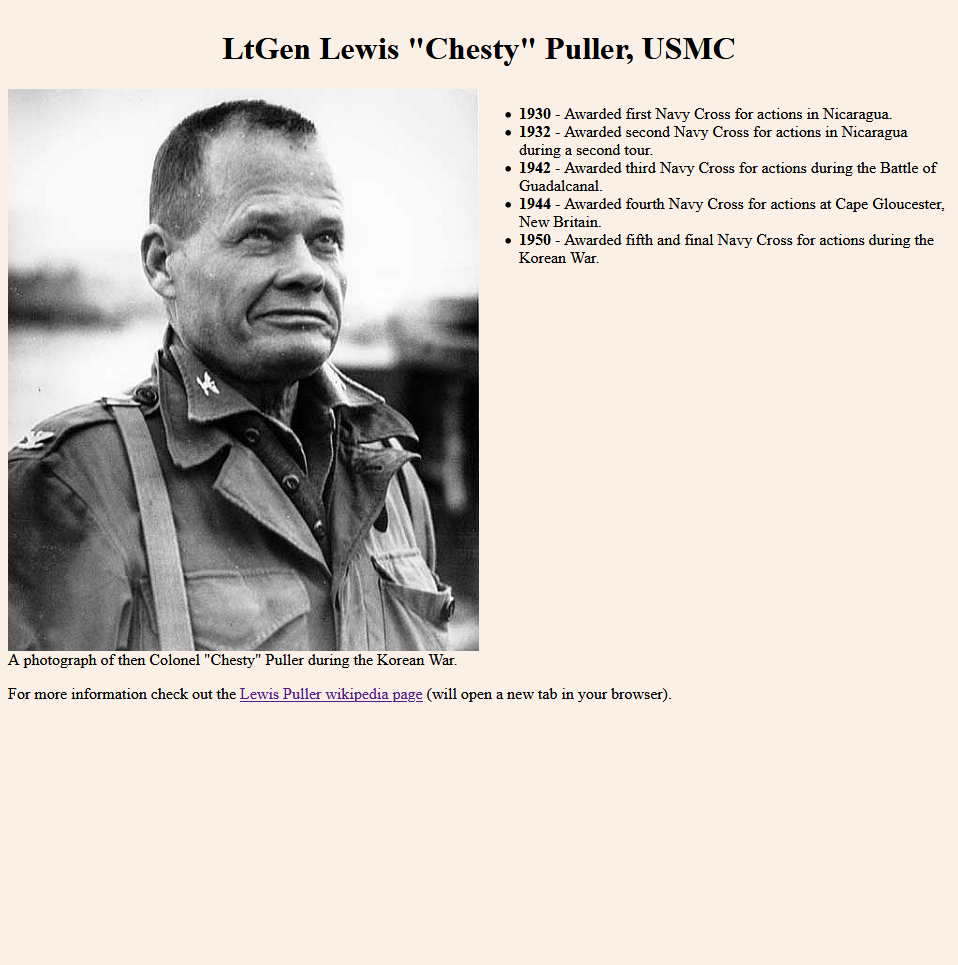 LtGen Lewis "Chesty" Puller, USMC
• 1930 - Awarded first Navy Cross for actions in Nicaragua.
• 1932 - Awarded second Navy Cross for actions in Nicaragua
during a second tour.
• 1942 - Awarded third Navy Cross for actions during the Battle of
Guadalcanal.
• 1944 - Awarded fourth Navy Cross for actions at Cape Gloucester,
New Britain.
• 1950 - Awarded fifth and final Navy Cross for actions during the
Korean War.
A photograph of then Colonel "Chesty" Puller during the Korean War.
For more information check out the Lewis Puller wikipedia page (will open a new tab in your browser).